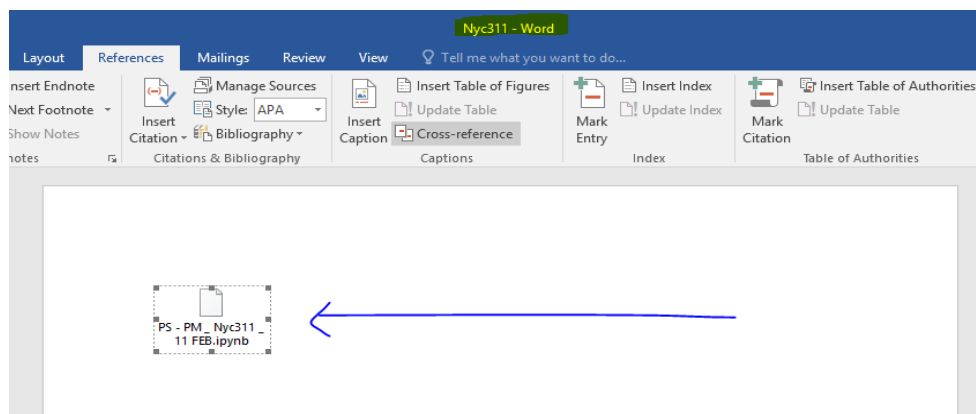 Nyc311 - Word
Layout References Mailings Review View Tell me what you want to do...
nsert Endnote
Next Footnote
Show Notes
notes
Insert
Citation
Manage Sources
Style: APA
Bibliography
Citations & Bibliography
Insert
Caption
Insert Table of Figures
Update Table
Cross-reference
Captions
Mark
Entry
Insert Index
Update Index
Index
Mark
Citation
Insert Table of Authorities
Update Table
Table of Authorities
PS - PM _ Nyc311 _
11 FEB.ipynb